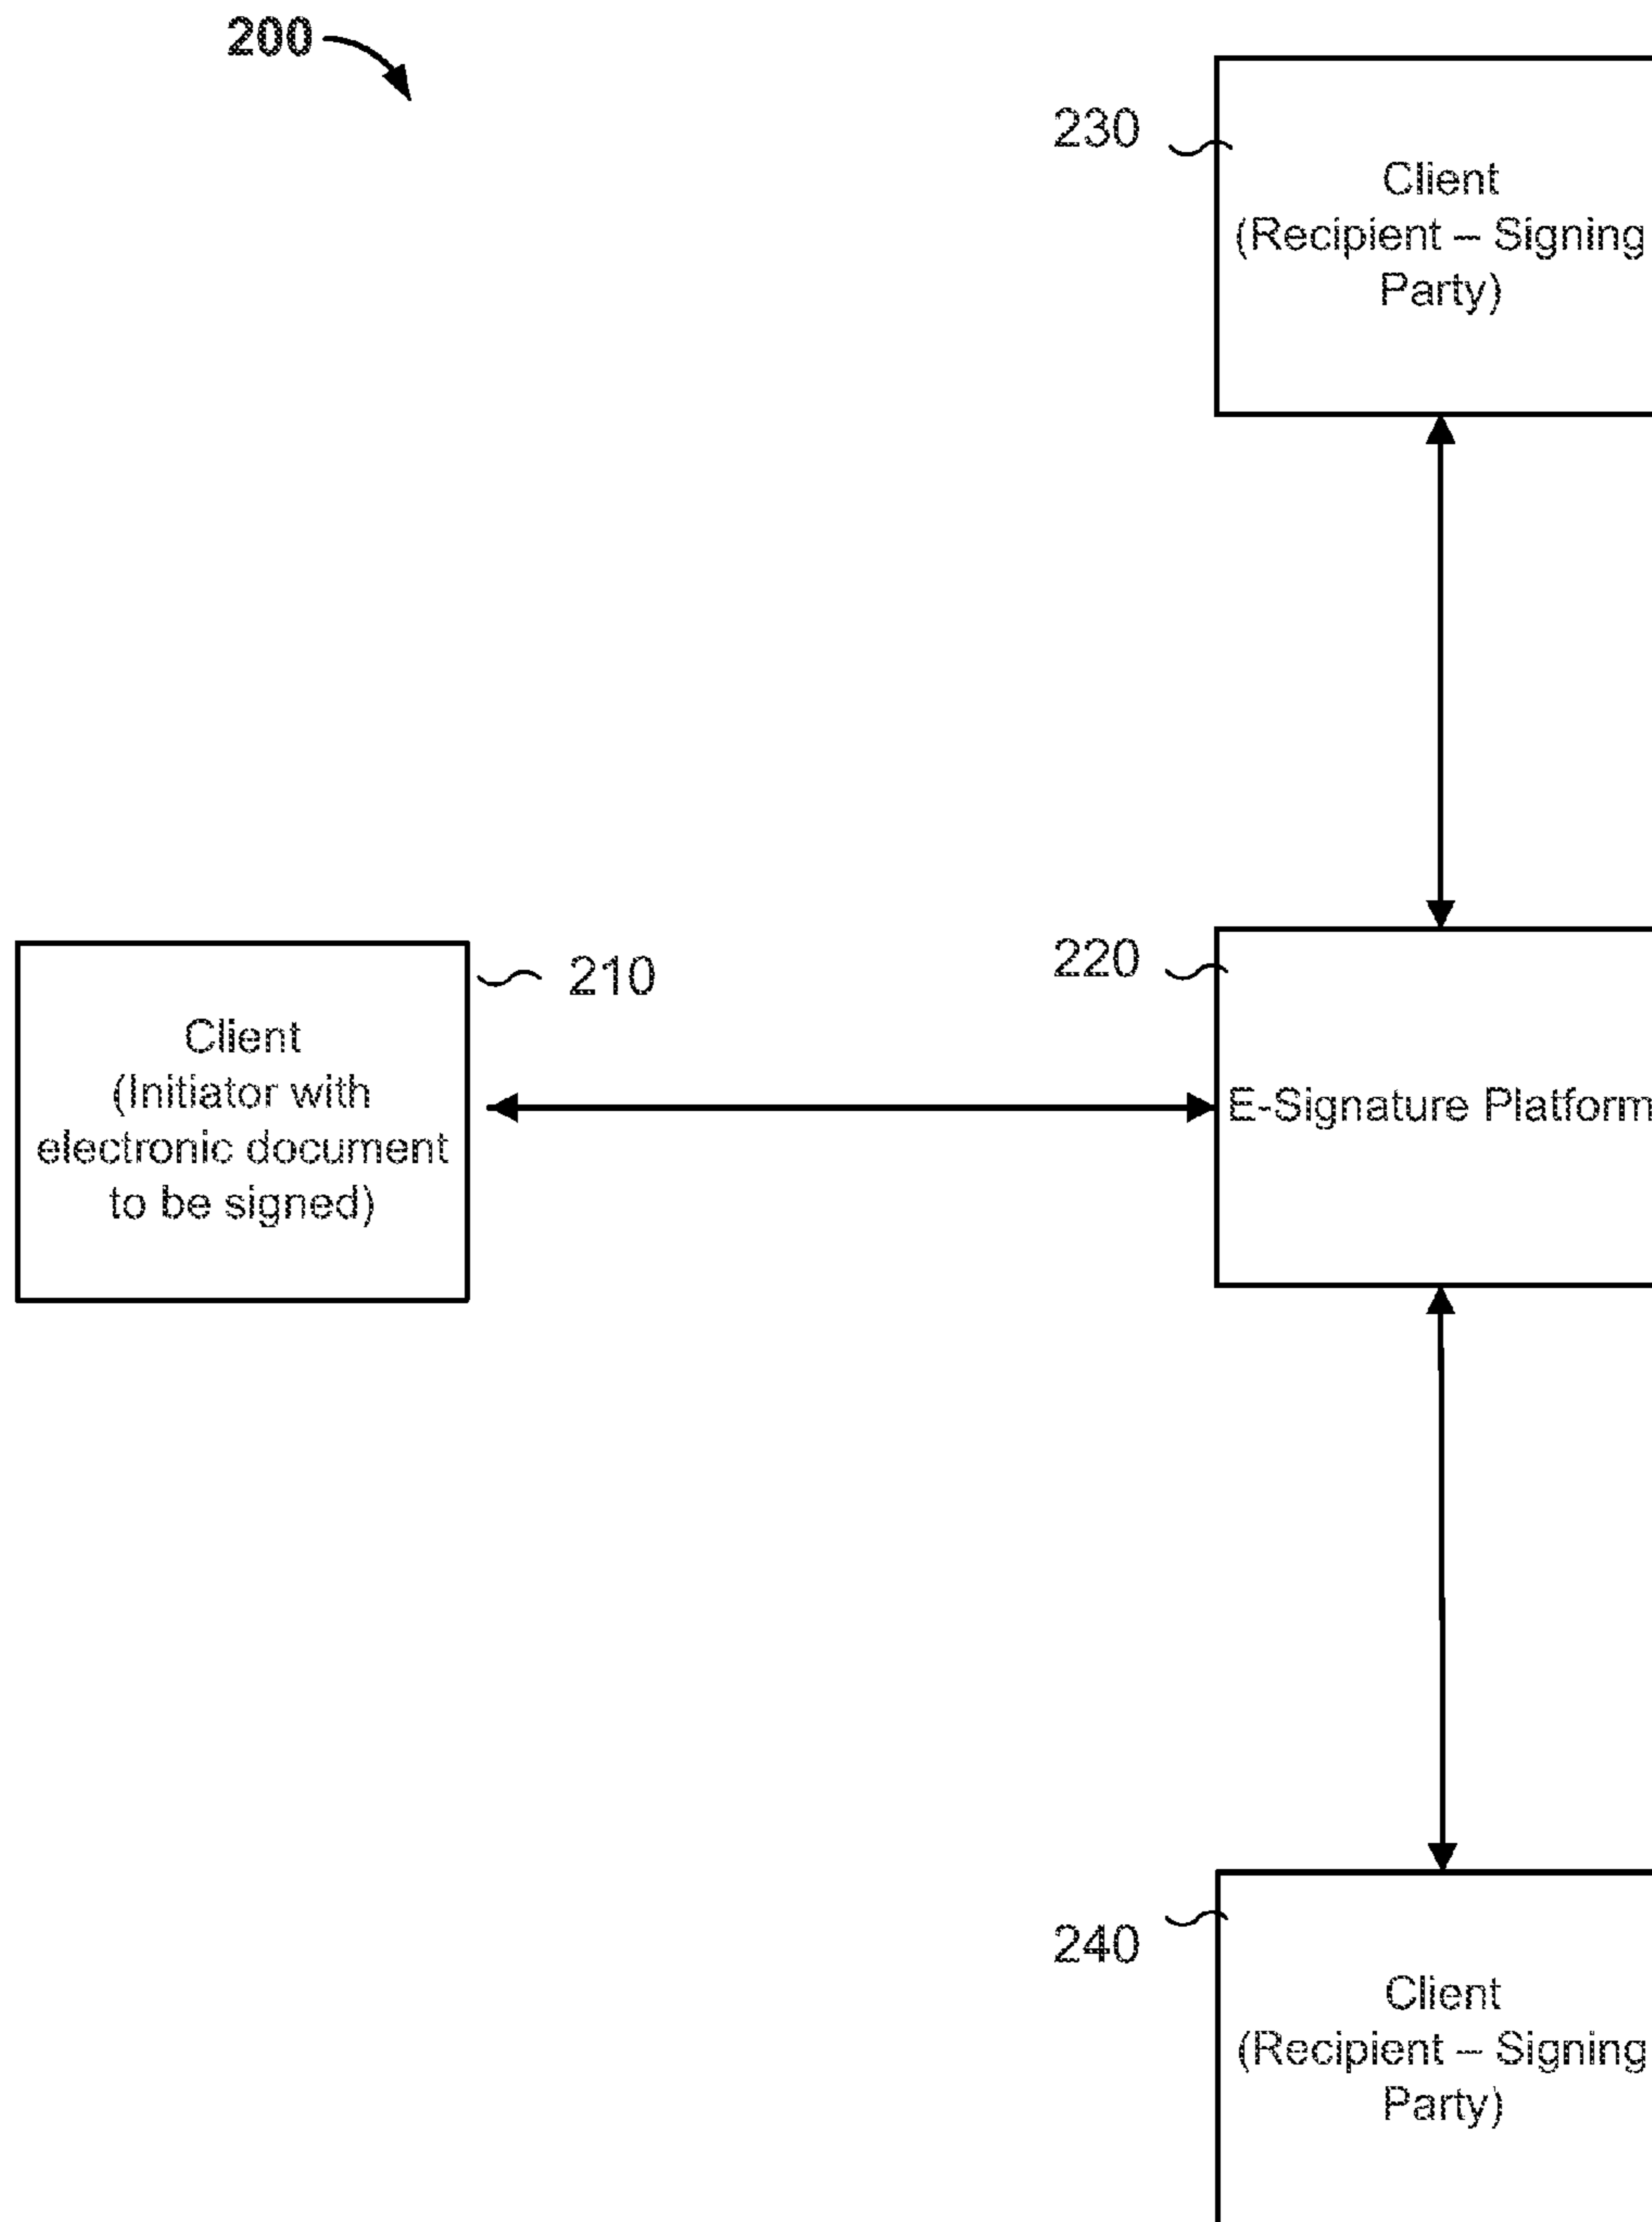 200
230
Client
(Recipient – Signing
Party)
210
Client
(Initiator with
electronic document
to be signed)
220
E-Signature Platform
240
Client
(Recipient – Signing
Party)